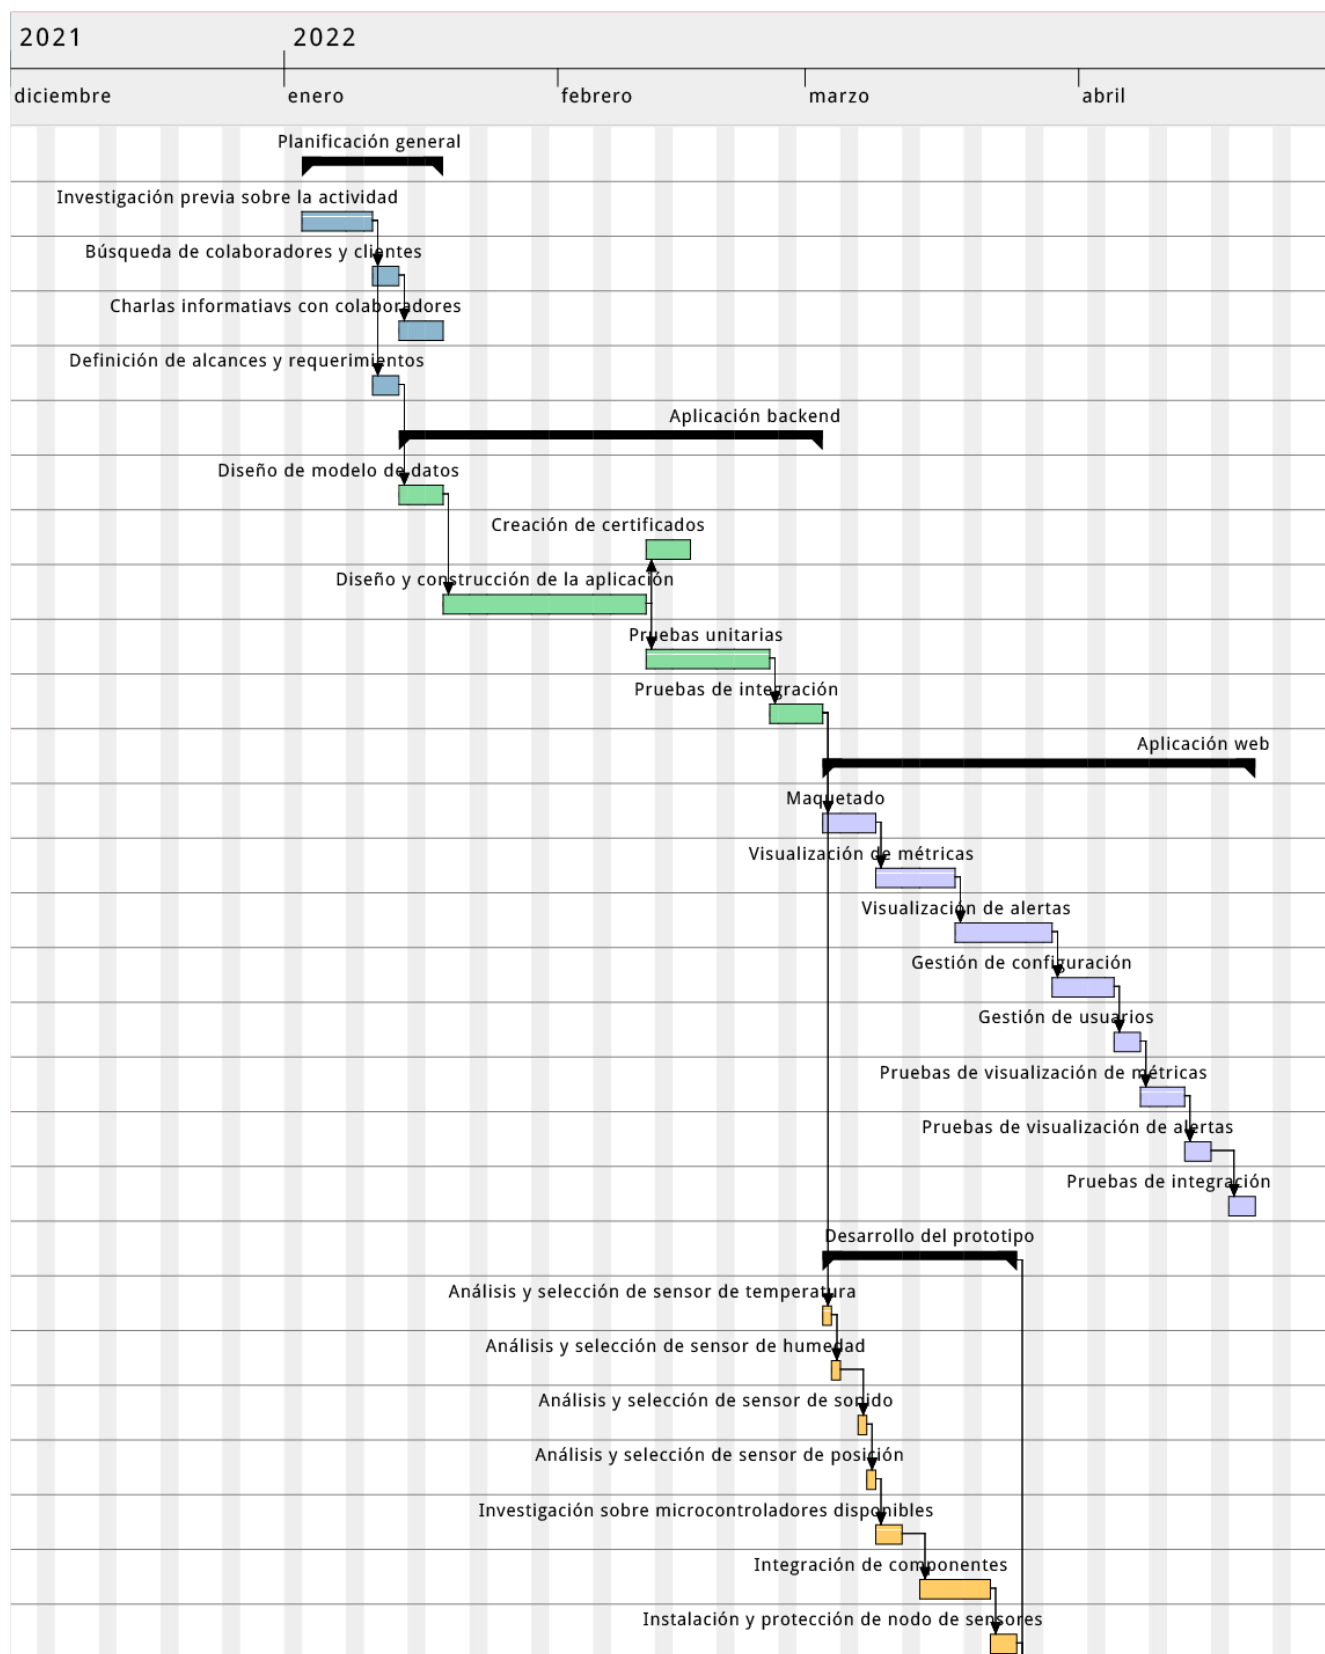 2021 2022
diciembre enero febrero marzo abril
Planificación general
Investigación previa sobre la actividad
Búsqueda de colaboradores y clientes
Charlas informatiavs con colaboradores
Definición de alcances y requerimientos
Aplicación backend
Diseño de modelo de datos
Creación de certificados
Diseño y construcción de la aplicación
Pruebas unitarias
Pruebas de integración
Aplicación web
Maquetado
Visualización de métricas
Visualización de alertas
Gestión de configuración
Gestión de usuarios
Pruebas de visualización de métricas
Pruebas de visualización de alertas
Pruebas de integración
Desarrollo del prototipo
Análisis y selección de sensor de temperatura
Análisis y selección de sensor de humedad
Análisis y selección de sensor de sonido
Análisis y selección de sensor de posición
Investigación sobre microcontroladores disponibles
Integración de componentes
Instalación y protección de nodo de sensores